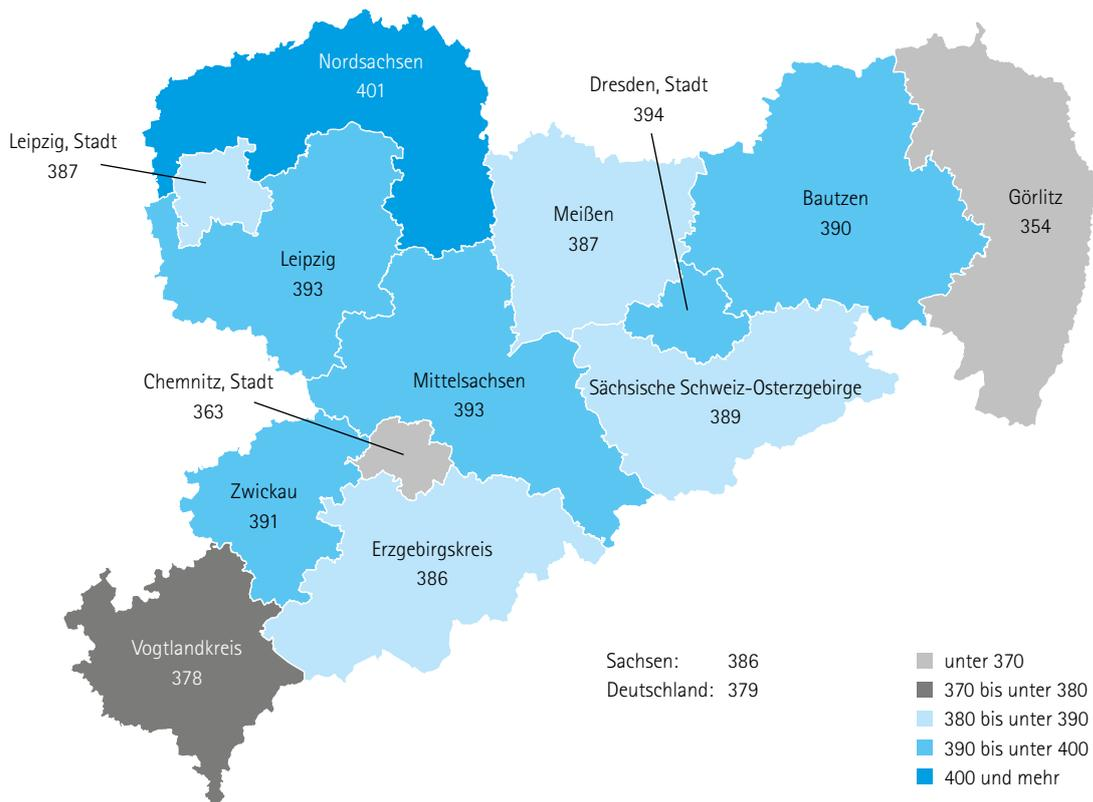 Nordsachsen
401
Dresden, Stadt
394
Leipzig, Stadt
387
Meißen
387
Bautzen
390
Görlitz
354
Leipzig
393
Chemnitz, Stadt
363
Mittelsachsen
393
Sächsische Schweiz-Osterzgebirge
389
Zwickau
391
Erzgebirgskreis
386
Vogtlandkreis
378
Sachsen: 386
Deutschland: 379
unter 370
370 bis unter 380
380 bis unter 390
390 bis unter 400
400 und mehr